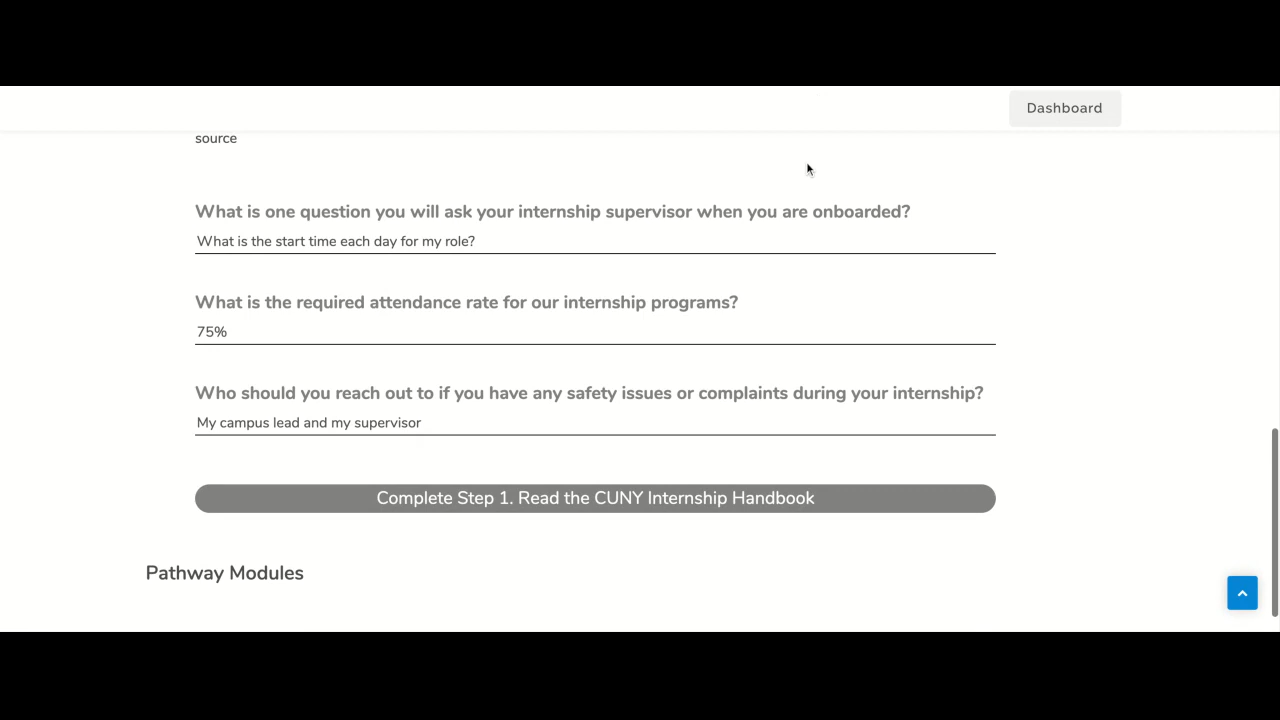 Dashboard
source
What is one question you will ask your internship supervisor when you are onboarded?
What is the start time each day for my role?
What is the required attendance rate for our internship programs?
75%
Who should you reach out to if you have any safety issues or complaints during your internship?
My campus lead and my supervisor
Complete Step 1. Read the CUNY Internship Handbook
Pathway Modules